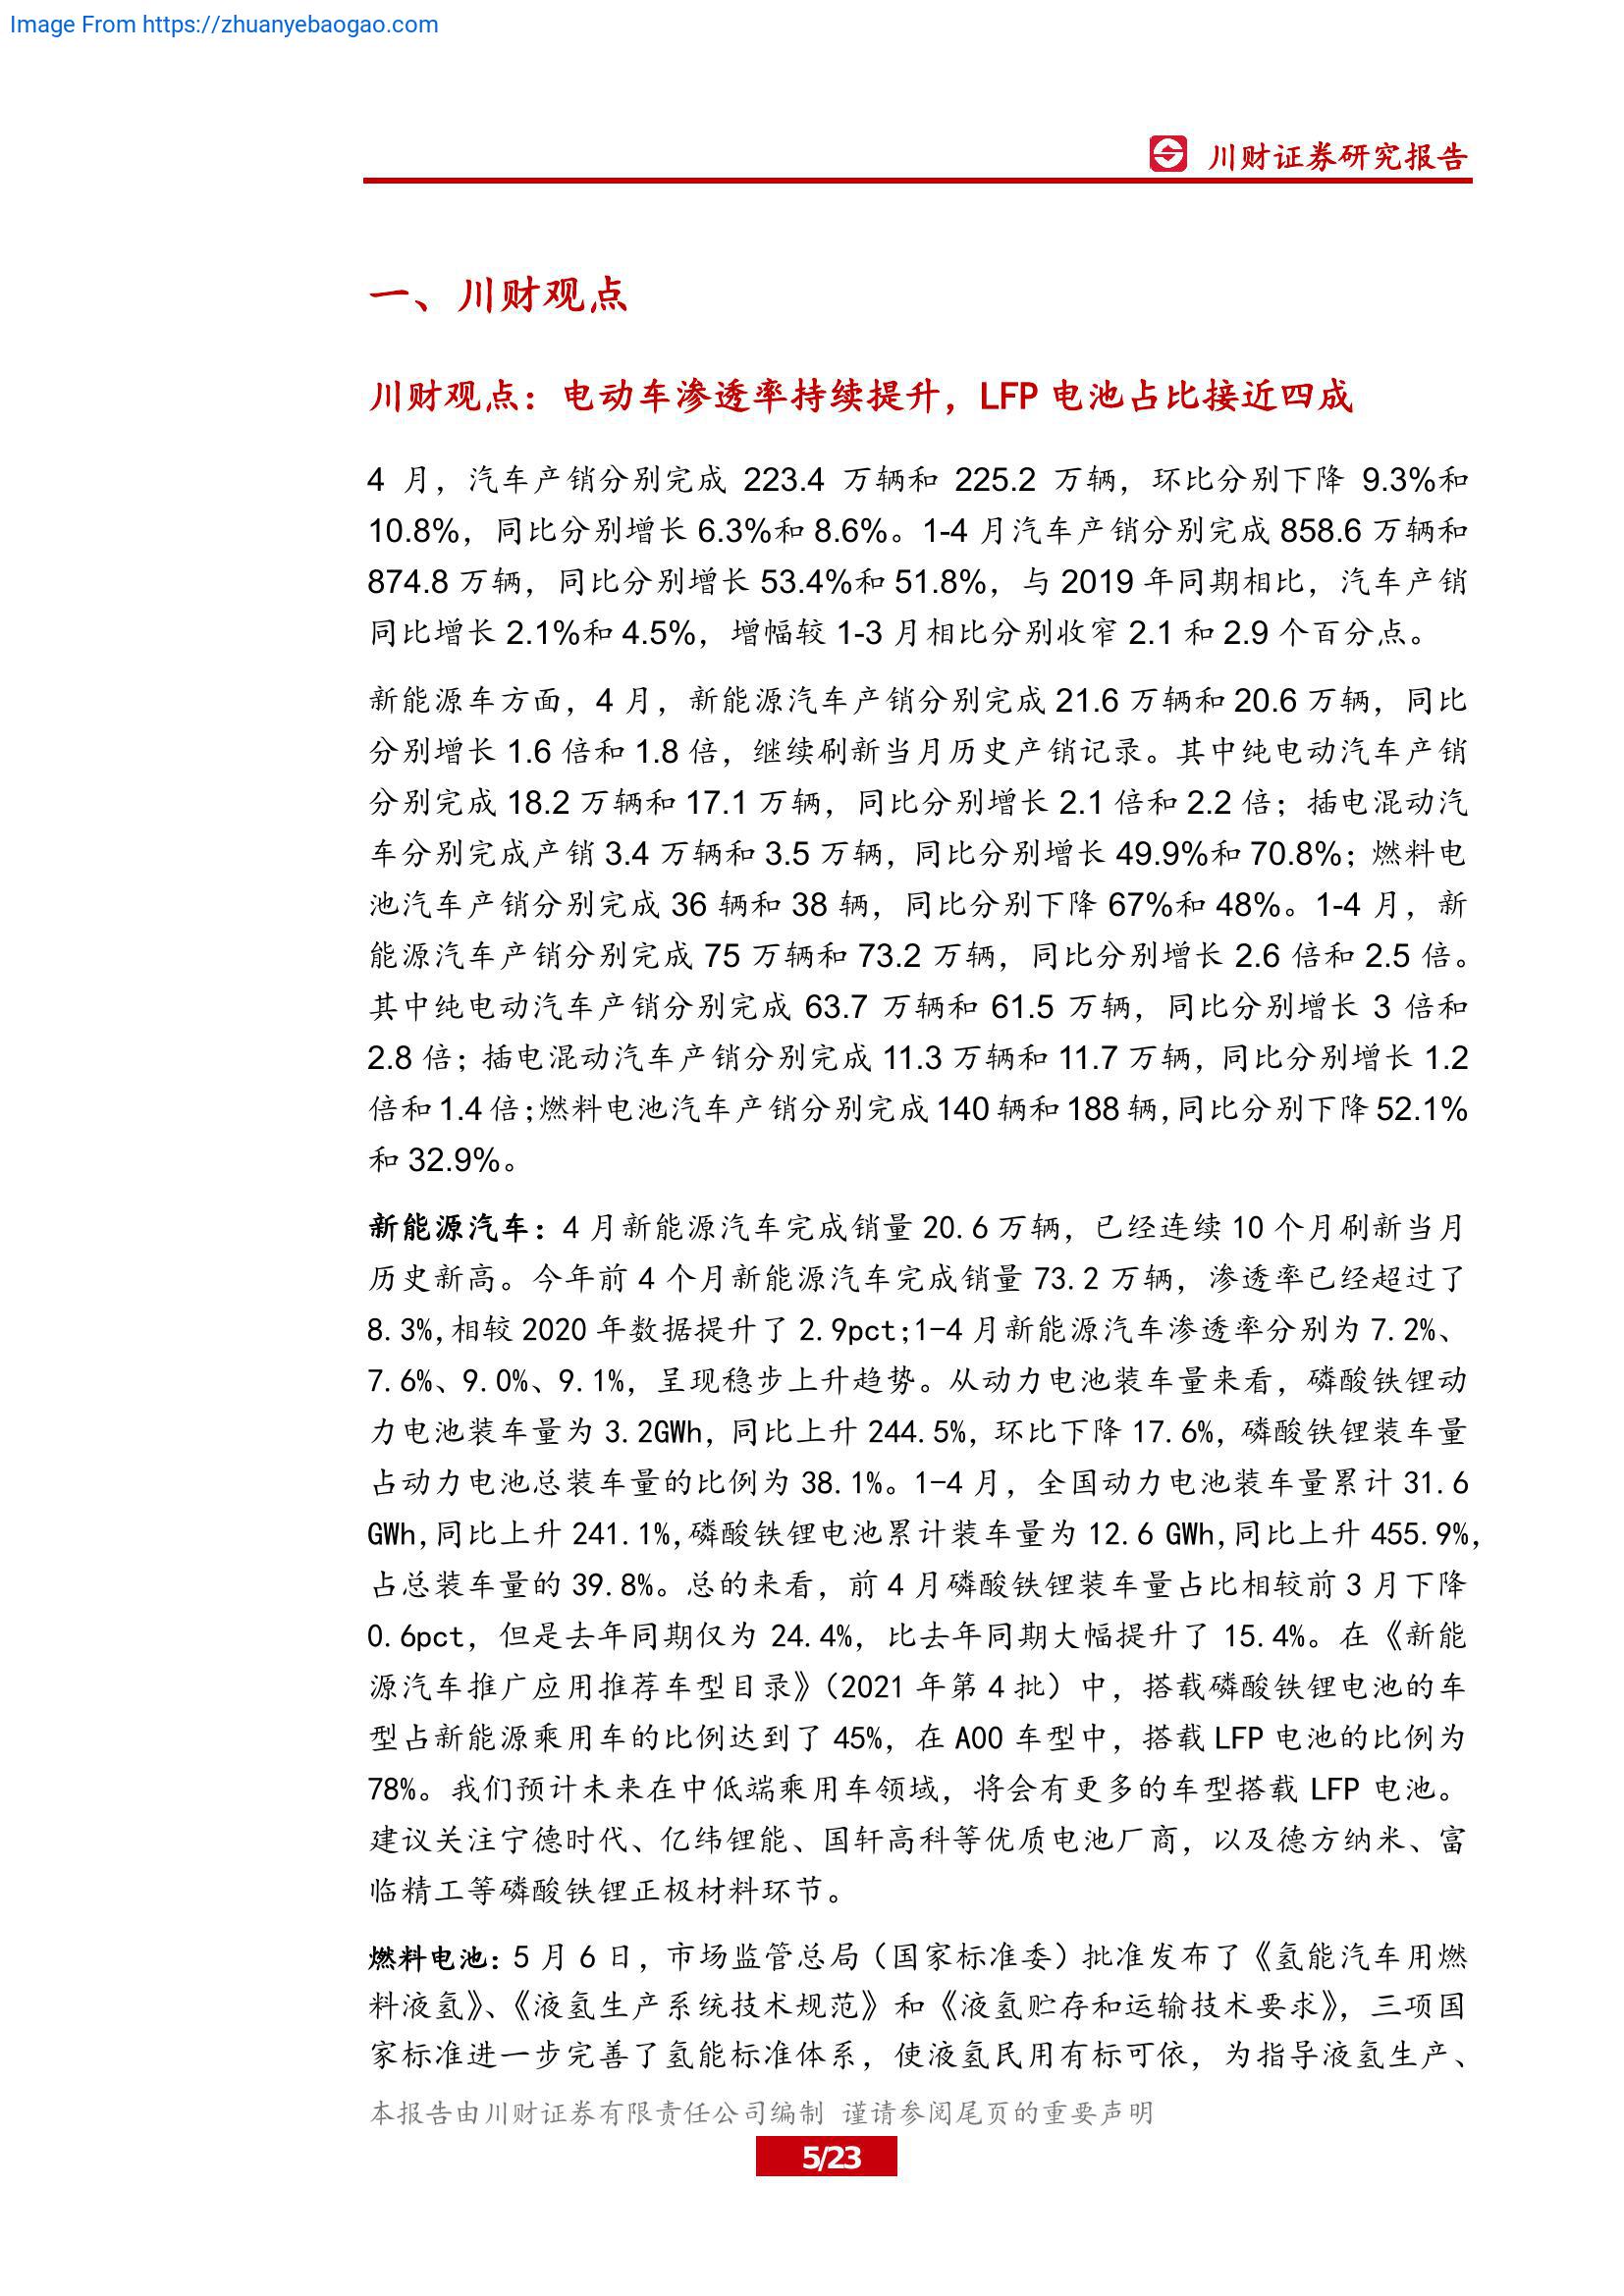 Image From https://zhuanyebaogao.com
川财证券研究报告
一、川财观点
川财观点：电动车渗透率持续提升，LFP 电池占比接近四成
4 月，汽车产销分别完成 223.4 万辆和 225.2 万辆，环比分别下降 9.3%和
10.8%，同比分别增长 6.3%和 8.6%。1-4 月汽车产销分别完成 858.6 万辆和
874.8 万辆，同比分别增长 53.4%和 51.8%，与 2019 年同期相比，汽车产销
同比增长 2.1%和 4.5%，增幅较 1-3 月相比分别收窄 2.1 和 2.9 个百分点。
新能源车方面，4 月，新能源汽车产销分别完成 21.6 万辆和 20.6 万辆，同比
分别增长 1.6 倍和 1.8 倍，继续刷新当月历史产销记录。其中纯电动汽车产销
分别完成 18.2 万辆和 17.1 万辆，同比分别增长 2.1 倍和 2.2 倍；插电混动汽
车分别完成产销 3.4 万辆和 3.5 万辆，同比分别增长 49.9%和 70.8%；燃料电
池汽车产销分别完成 36 辆和 38 辆，同比分别下降 67%和 48%。1-4 月，新
能源汽车产销分别完成 75 万辆和 73.2 万辆，同比分别增长 2.6 倍和 2.5 倍。
其中纯电动汽车产销分别完成 63.7 万辆和 61.5 万辆，同比分别增长 3 倍和
2.8 倍；插电混动汽车产销分别完成 11.3 万辆和 11.7 万辆，同比分别增长 1.2
倍和 1.4 倍；燃料电池汽车产销分别完成 140 辆和 188 辆，同比分别下降 52.1%
和 32.9%。
新能源汽车：4 月新能源汽车完成销量 20.6 万辆，已经连续 10 个月刷新当月
历史新高。今年前 4 个月新能源汽车完成销量 73.2 万辆，渗透率已经超过了
8.3%，相较 2020 年数据提升了 2.9pct；1-4 月新能源汽车渗透率分别为 7.2%、
7.6%、9.0%、9.1%，呈现稳步上升趋势。从动力电池装车量来看，磷酸铁锂动
力电池装车量为 3.2GWh，同比上升 244.5%，环比下降 17.6%，磷酸铁锂装车量
占动力电池总装车量的比例为 38.1%。1-4 月，全国动力电池装车量累计 31.6
GWh，同比上升 241.1%，磷酸铁锂电池累计装车量为 12.6 GWh，同比上升 455.9%，
占总装车量的 39.8%。总的来看，前 4 月磷酸铁锂装车量占比相较前 3 月下降
0.6pct，但是去年同期仅为 24.4%，比去年同期大幅提升了 15.4%。在《新能
源汽车推广应用推荐车型目录》（2021 年第 4 批）中，搭载磷酸铁锂电池的车
型占新能源乘用车的比例达到了 45%，在 A00 车型中，搭载 LFP 电池的比例为
78%。我们预计未来在中低端乘用车领域，将会有更多的车型搭载 LFP 电池。
建议关注宁德时代、亿纬锂能、国轩高科等优质电池厂商，以及德方纳米、富
临精工等磷酸铁锂正极材料环节。
燃料电池：5 月 6 日，市场监管总局（国家标准委）批准发布了《氢能汽车用燃
料液氢》、《液氢生产系统技术规范》和《液氢贮存和运输技术要求》，三项国
家标准进一步完善了氢能标准体系，使液氢民用有标可依，为指导液氢生产、
本报告由川财证券有限责任公司编制 谨请参阅尾页的重要声明
5/23